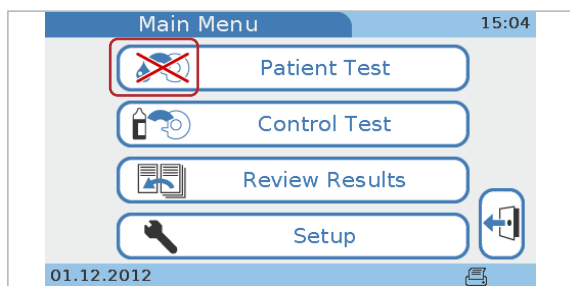 Main Menu 15:04
Patient Test
Control Test
Review Results
Setup
01.12.2012